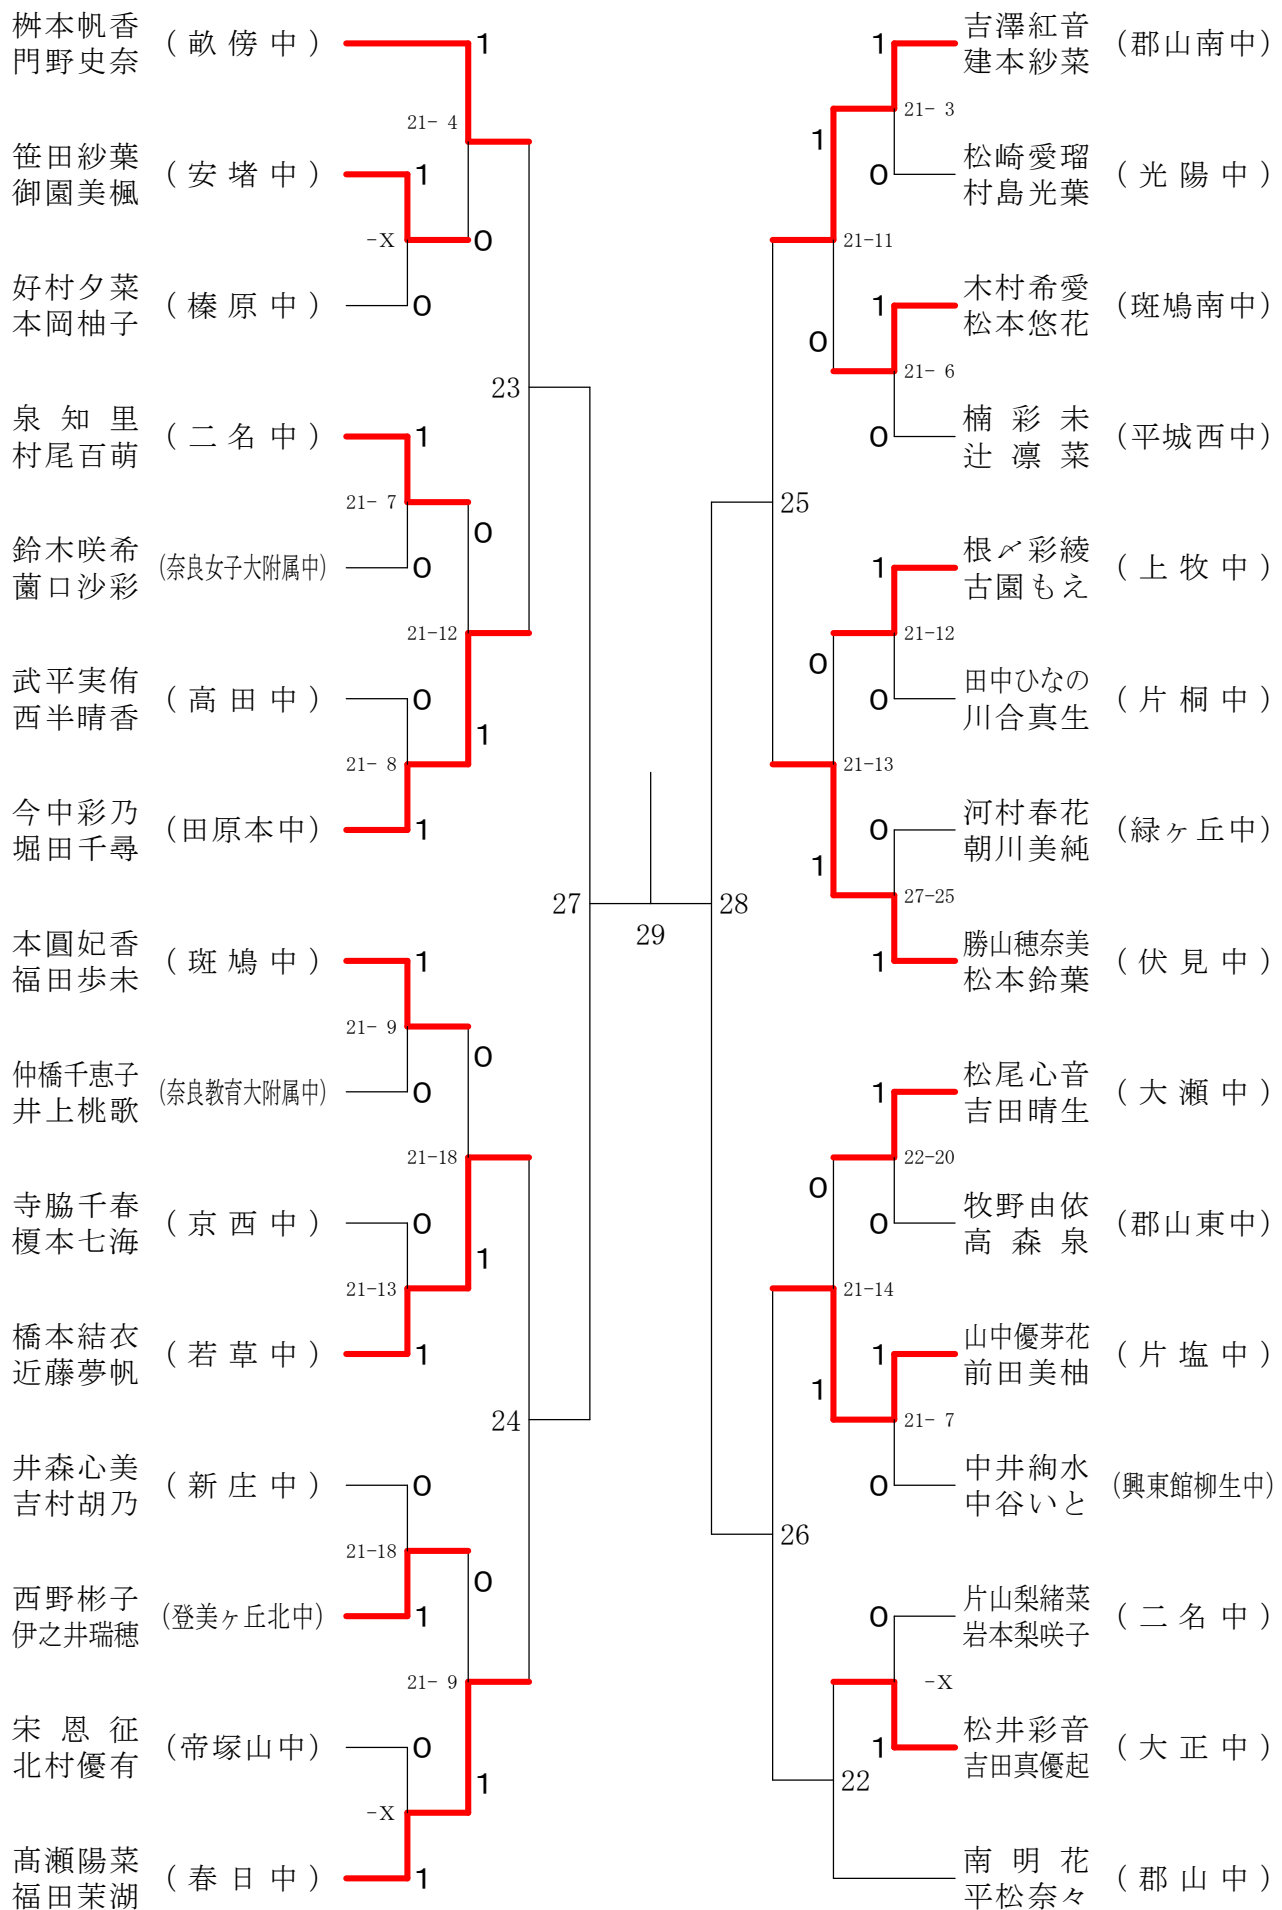 桝本帆香
門野史奈
(畝傍中)
1
21- 4
笹田紗葉
御園美楓
(安堵中)
1
-X
0
好村夕菜
本岡柚子
(榛原中)
0
23
泉知里
村尾百萌
(二名中)
1
21- 7
0
鈴木咲希
薗口沙彩
(奈良女子大附属中)
0
21-12
武平実侑
西半晴香
(高田中)
0
1
21- 8
今中彩乃
堀田千尋
(田原本中)
1
27
本圓妃香
福田歩未
(斑鳩中)
1
21- 9
0
仲橋千恵子
井上桃歌
(奈良教育大附属中)
0
21-18
寺脇千春
榎本七海
(京西中)
0
1
21-13
橋本結衣
近藤夢帆
(若草中)
1
24
井森心美
吉村胡乃
(新庄中)
0
21-18
0
西野彬子
伊之井瑞穂
(登美ヶ丘北中)
1
21- 9
宋恩征
北村優有
(帝塚山中)
0
1
-X
髙瀬陽菜
福田茉湖
(春日中)
1
29
28
吉澤紅音
建本紗菜
(郡山南中)
1
21- 3
1
松崎愛瑠
村島光葉
(光陽中)
0
21-11
木村希愛
松本悠花
(斑鳩南中)
1
0
21- 6
楠彩未
辻凛菜
(平城西中)
0
25
根〆彩綾
古園もえ
(上牧中)
1
21-12
0
田中ひなの
川合真生
(片桐中)
0
21-13
河村春花
朝川美純
(緑ヶ丘中)
0
1
27-25
勝山穂奈美
松本鈴葉
(伏見中)
1
松尾心音
吉田晴生
(大瀬中)
1
22-20
0
牧野由依
高森泉
(郡山東中)
0
21-14
山中優芽花
前田美柚
(片塩中)
1
1
21- 7
中井絢水
中谷いと
(興東館柳生中)
0
26
片山梨緒菜
岩本梨咲子
(二名中)
0
-X
松井彩音
吉田真優起
(大正中)
1
22
南明花
平松奈々
(郡山中)